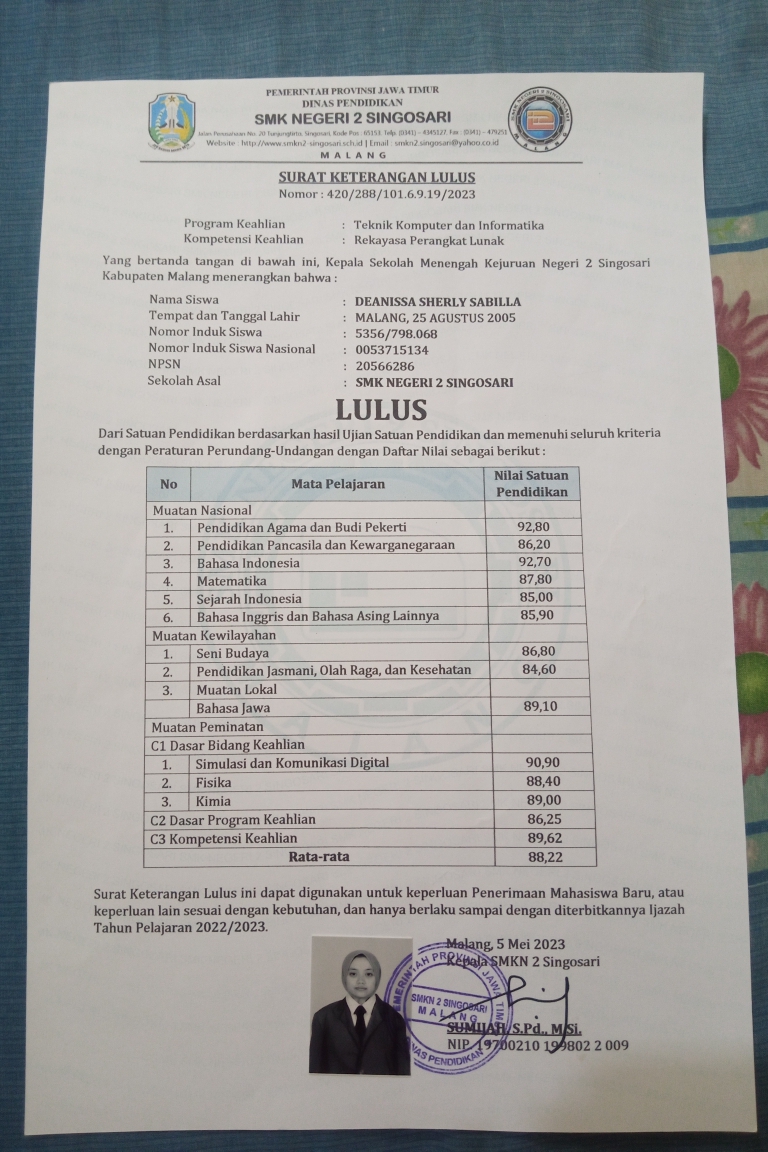 PEMERINTAH PROVINSI JAWA TIMUR
DINAS PENDIDIKAN
SMK NEGERI 2 SINGOSARI
Jalan Perusahaan No. 20 Tunjungtirto, Singosari, Kode Pos : 65153. Telp. (0341) - 4345127, Fax : (0341) - 479251
Website : http://www.smkn2-singosari.sch.id | Email : smkn2.singosari@yahoo.co.id
M A L A N G
SMK NEGERI 2 SINGOSARI
MALANG
SURAT KETERANGAN LULUS
Nomor : 420/288/101.6.9.19/2023
Program Keahlian : Teknik Komputer dan Informatika
Kompetensi Keahlian : Rekayasa Perangkat Lunak
Yang bertanda tangan di bawah ini, Kepala Sekolah Menengah Kejuruan Negeri 2 Singosari
Kabupaten Malang menerangkan bahwa :
Nama Siswa : DEANISSA SHERLY SABILLA
Tempat dan Tanggal Lahir : MALANG, 25 AGUSTUS 2005
Nomor Induk Siswa : 5356/798.068
Nomor Induk Siswa Nasional : 0053715134
NPSN : 20566286
Sekolah Asal : SMK NEGERI 2 SINGOSARI
LULUS
Dari Satuan Pendidikan berdasarkan hasil Ujian Satuan Pendidikan dan memenuhi seluruh kriteria
dengan Peraturan Perundang-Undangan dengan Daftar Nilai sebagai berikut :
No Mata Pelajaran Nilai Satuan Pendidikan
Muatan Nasional
1. Pendidikan Agama dan Budi Pekerti 92,80
2. Pendidikan Pancasila dan Kewarganegaraan 86,20
3. Bahasa Indonesia 92,70
4. Matematika 87,80
5. Sejarah Indonesia 85,00
6. Bahasa Inggris dan Bahasa Asing Lainnya 85,90
Muatan Kewilayahan
1. Seni Budaya 86,80
2. Pendidikan Jasmani, Olah Raga, dan Kesehatan 84,60
3. Muatan Lokal
Bahasa Jawa 89,10
Muatan Peminatan
C1 Dasar Bidang Keahlian
1. Simulasi dan Komunikasi Digital 90,90
2. Fisika 88,40
3. Kimia 89,00
C2 Dasar Program Keahlian 86,25
C3 Kompetensi Keahlian 89,62
Rata-rata 88,22
Surat Keterangan Lulus ini dapat digunakan untuk keperluan Penerimaan Mahasiswa Baru, atau
keperluan lain sesuai dengan kebutuhan, dan hanya berlaku sampai dengan diterbitkannya Ijazah
Tahun Pelajaran 2022/2023.
Malang, 5 Mei 2023
Kepala SMKN 2 Singosari
PEMERINTAH PROVINSI JAWA TIMUR
SMKN 2 SINGOSARI
MALANG
DINAS PENDIDIKAN
SUMIJAH, S.Pd., M.Si.
NIP. 19700210 199802 2 009